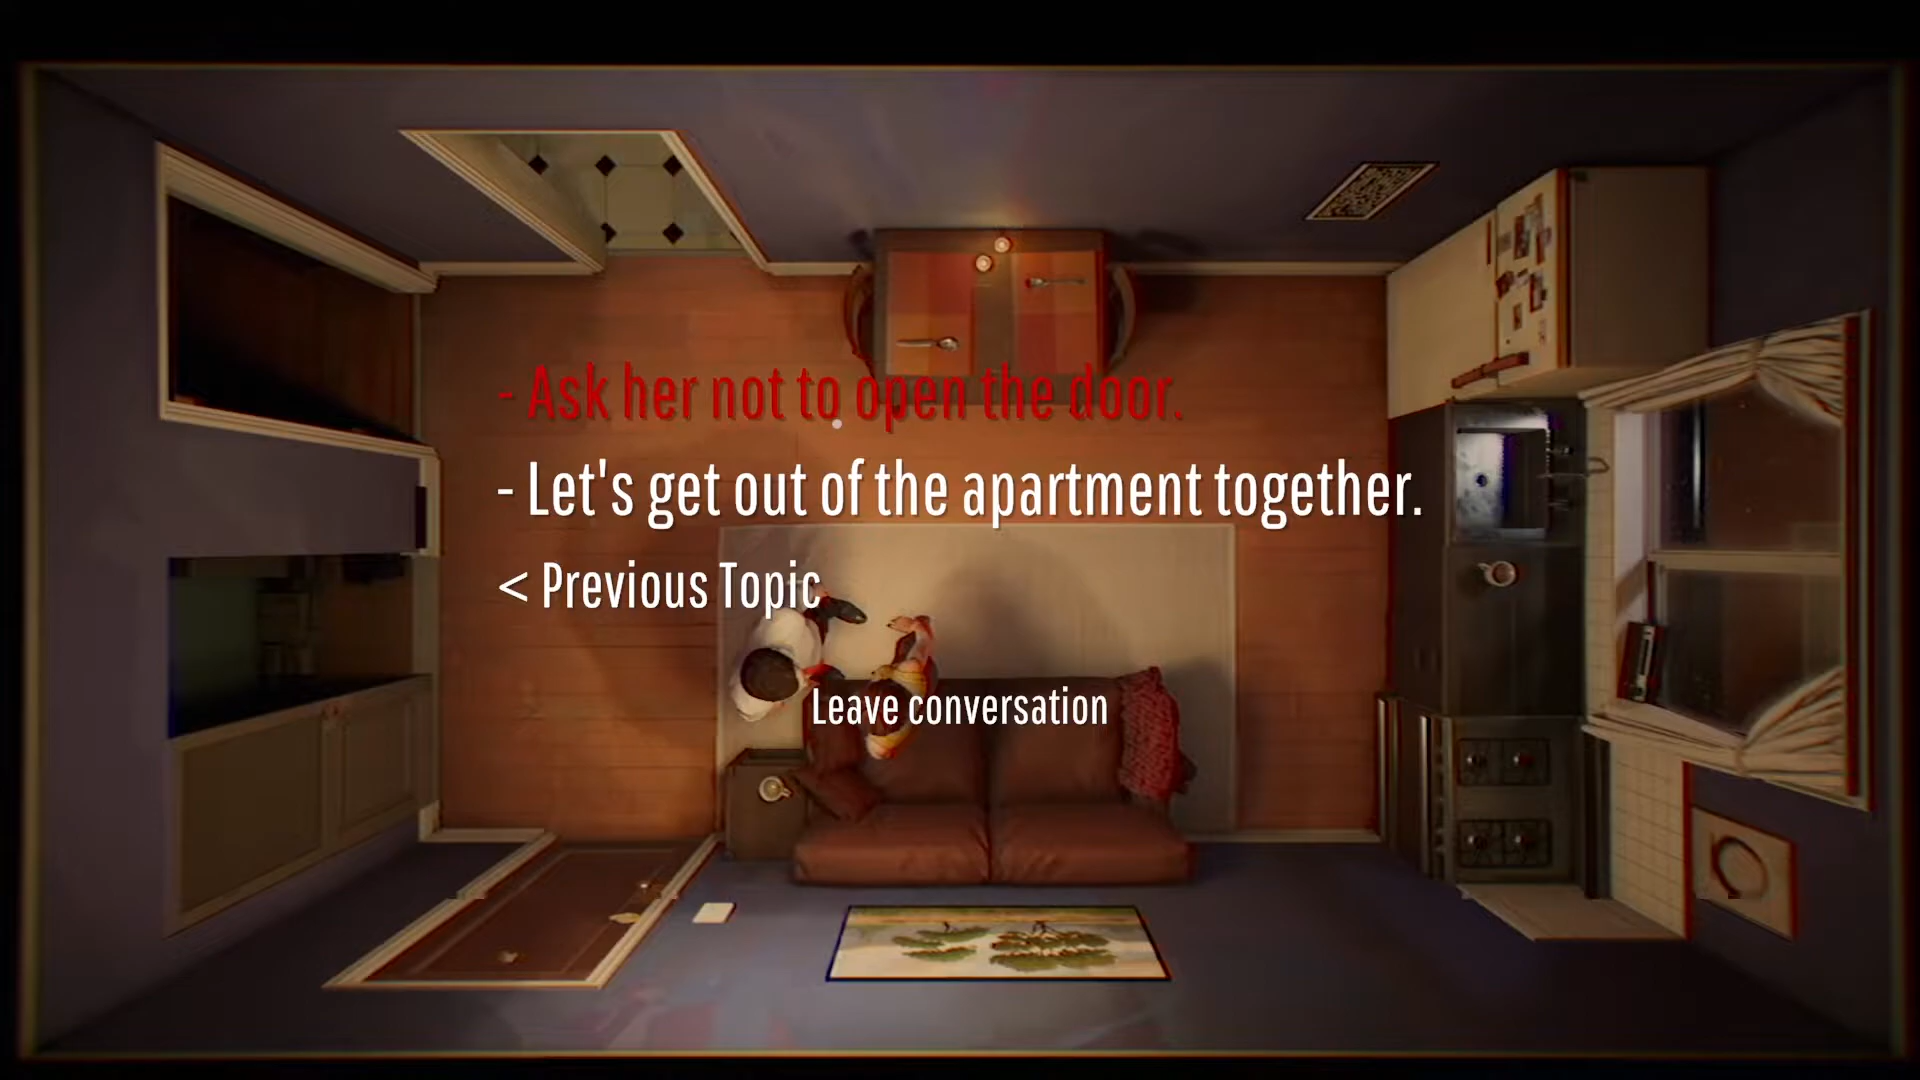 - Ask her not to open the door.
- Let's get out of the apartment together.
< Previous Topic
Leave conversation